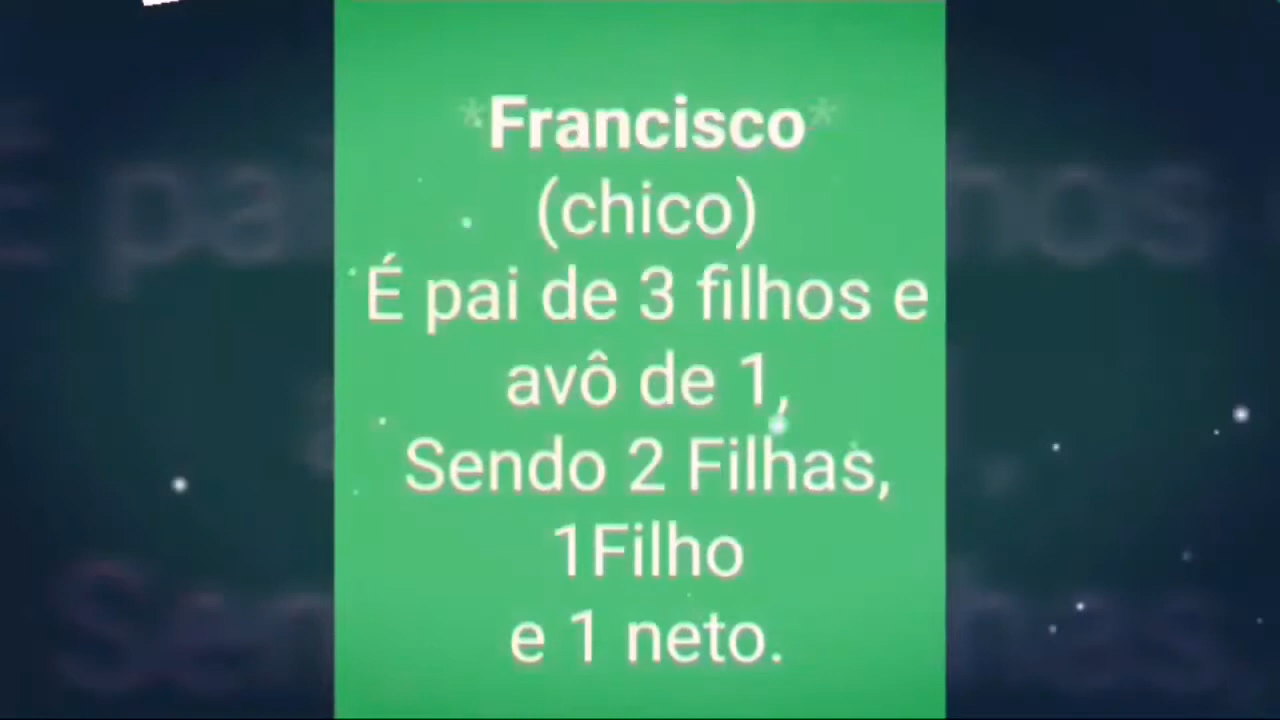 *Francisco*
(chico)
É pai de 3 filhos e
avô de 1,
Sendo 2 Filhas,
1Filho
e 1 neto.